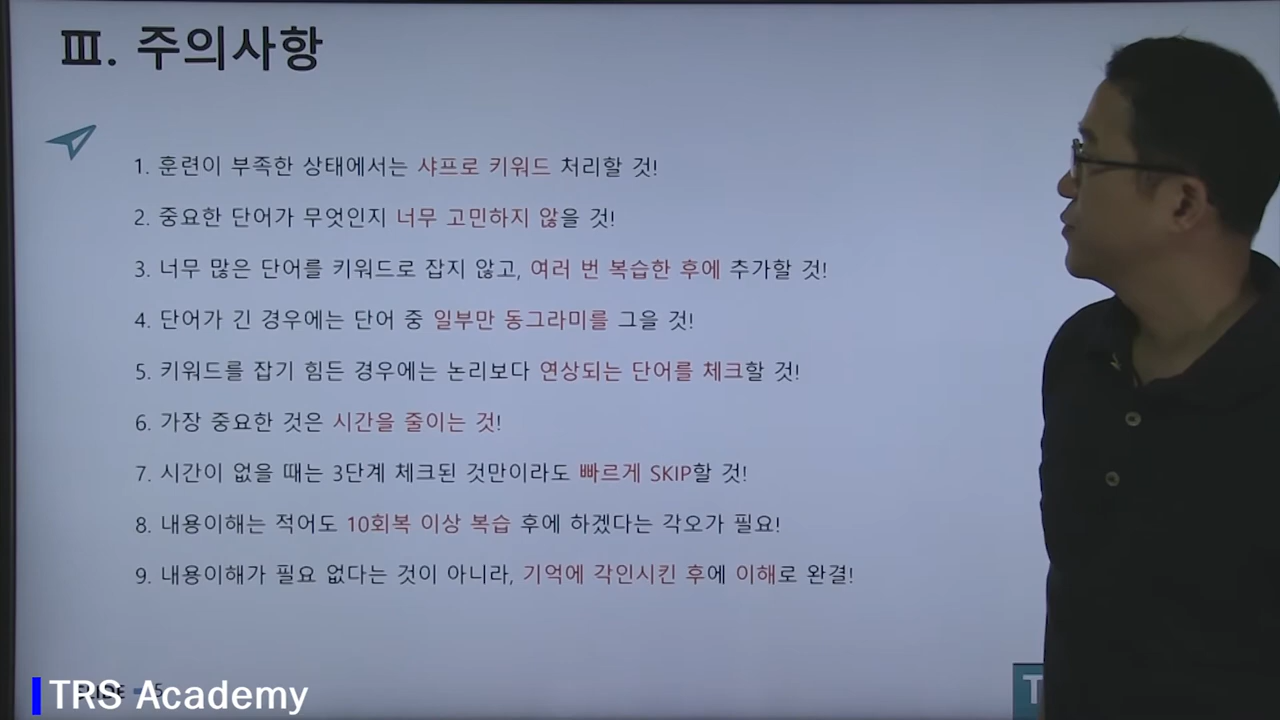 Ⅲ. 주의사항
1. 훈련이 부족한 상태에서는 샤프로 키워드 처리할 것!
2. 중요한 단어가 무엇인지 너무 고민하지 않을 것!
3. 너무 많은 단어를 키워드로 잡지 않고, 여러 번 복습한 후에 추가할 것!
4. 단어가 긴 경우에는 단어 중 일부만 동그라미를 그을 것!
5. 키워드를 잡기 힘든 경우에는 논리보다 연상되는 단어를 체크할 것!
6. 가장 중요한 것은 시간을 줄이는 것!
7. 시간이 없을 때는 3단계 체크된 것만이라도 빠르게 SKIP할 것!
8. 내용이해는 적어도 10회복 이상 복습 후에 하겠다는 각오가 필요!
9. 내용이해가 필요 없다는 것이 아니라, 기억에 각인시킨 후에 이해로 완결!
TRS Academy
T